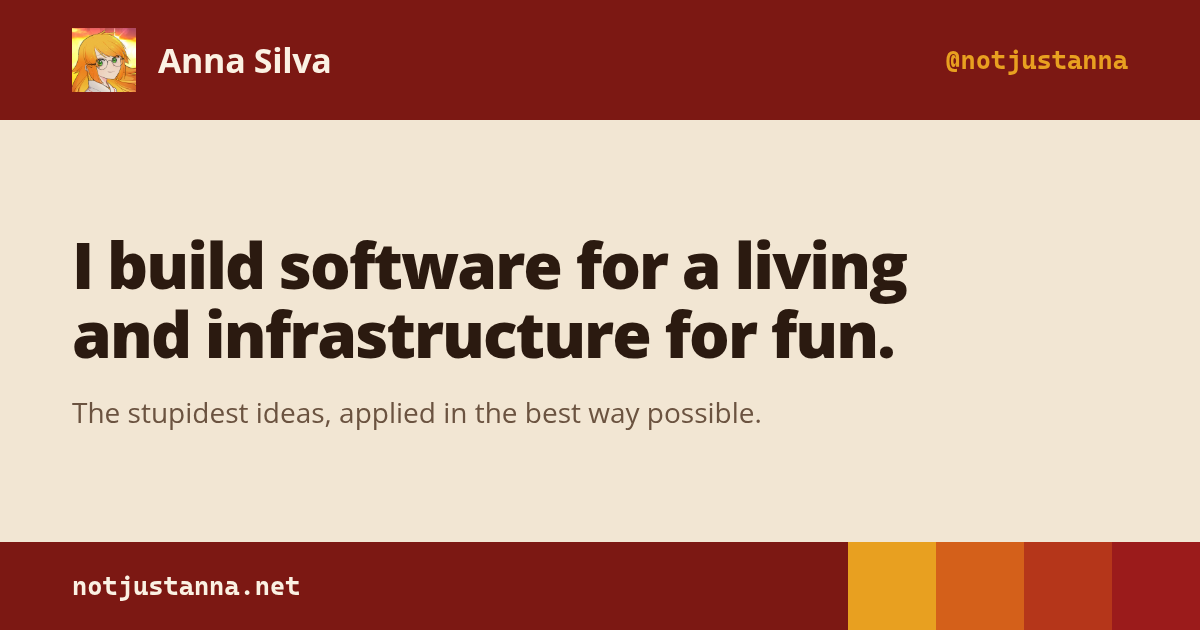 Anna Silva
@notjustanna
I build software for a living
and infrastructure for fun.
The stupidest ideas, applied in the best way possible.
notjustanna.net